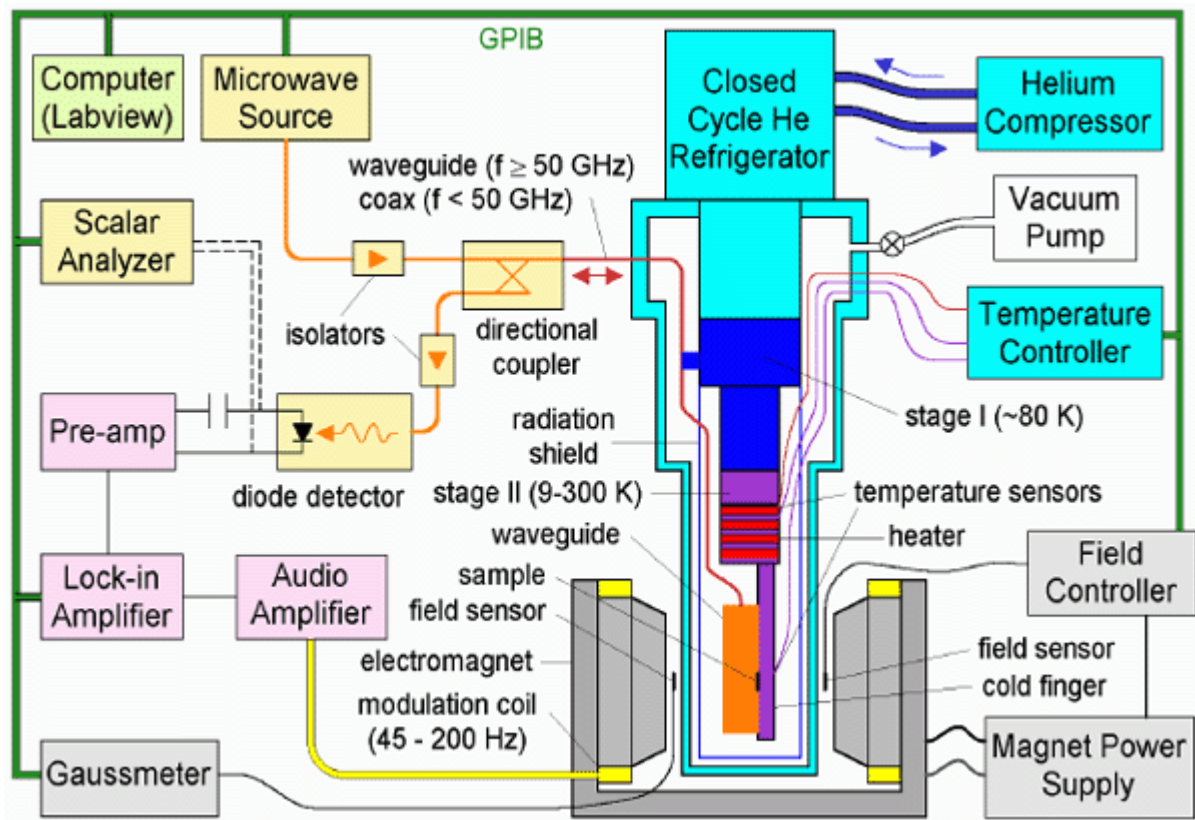 GPIB
Computer
(Labview)
Microwave
Source
Closed
Cycle He
Refrigerator
Helium
Compressor
waveguide (f ≥ 50 GHz)
coax (f < 50 GHz)
Vacuum
Pump
Scalar
Analyzer
isolators
directional
coupler
Temperature
Controller
Pre-amp
diode detector
radiation
shield
stage I (~80 K)
stage II (9-300 K)
temperature sensors
waveguide
heater
Lock-in
Amplifier
Audio
Amplifier
sample
field sensor
Field
Controller
electromagnet
field sensor
modulation coil
(45 - 200 Hz)
cold finger
Gaussmeter
Magnet Power
Supply